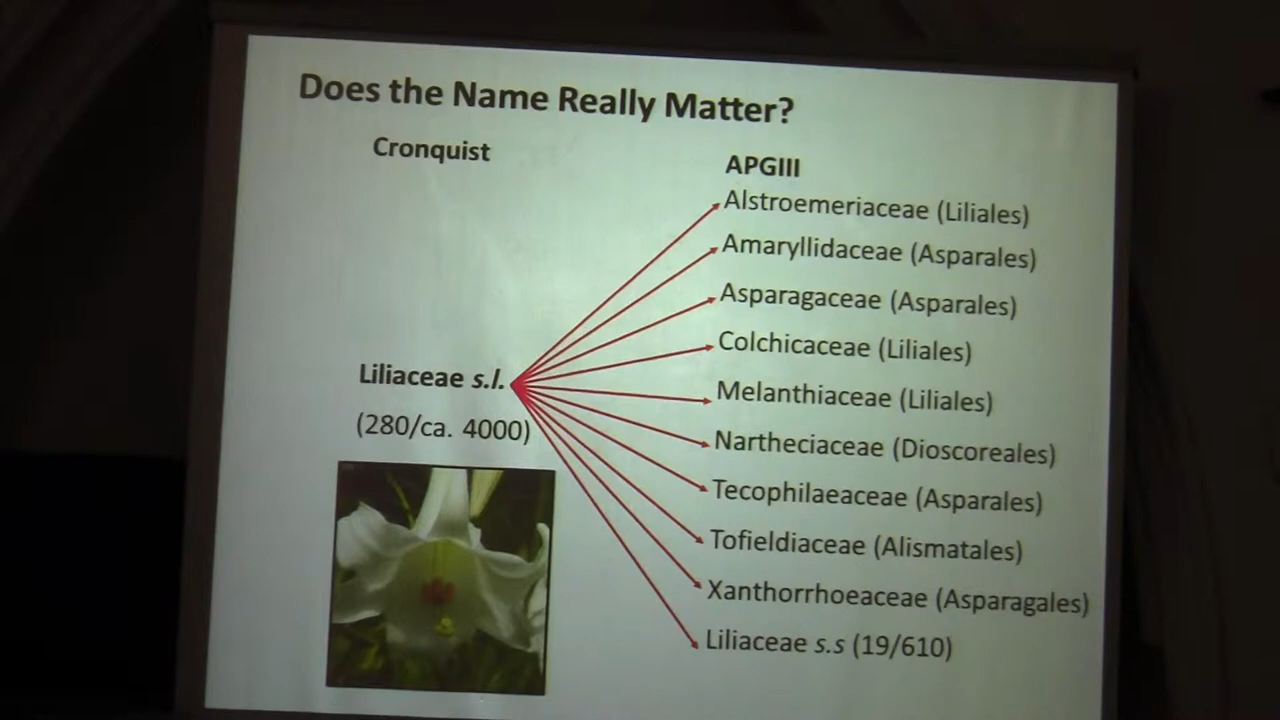 Does the Name Really Matter?
Cronquist
APGIII
Alstroemeriaceae (Liliales)
Amaryllidaceae (Asparales)
Asparagaceae (Asparales)
Colchicaceae (Liliales)
Liliaceae s.l.
(280/ca. 4000)
Melanthiaceae (Liliales)
Nartheciaceae (Dioscoreales)
Tecophilaeaceae (Asparales)
Tofieldiaceae (Alismatales)
Xanthorrhoeaceae (Asparagales)
Liliaceae s.s (19/610)